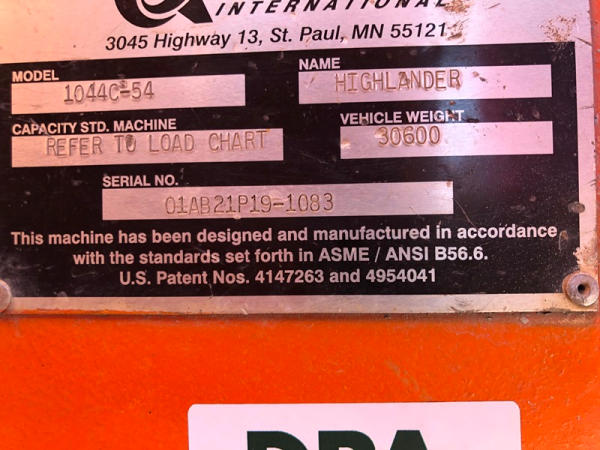 INTERNATIONAL
3045 Highway 13, St. Paul, MN 55121
MODEL
1044C-54
NAME
HIGHLANDER
CAPACITY STD. MACHINE
REFER TO LOAD CHART
VEHICLE WEIGHT
30600
SERIAL NO.
01AB21P19-1083
This machine has been designed and manufactured in accordance
with the standards set forth in ASME / ANSI B56.6.
U.S. Patent Nos. 4147263 and 4954041